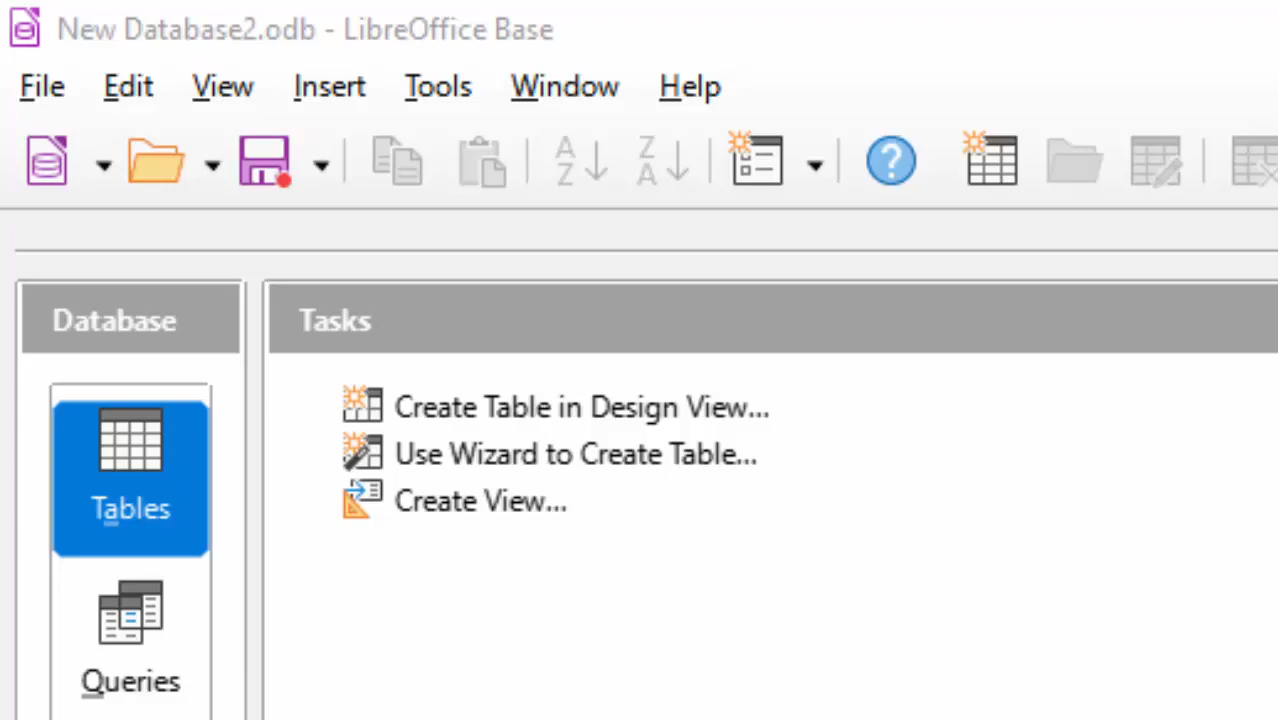 New Database2.odb - LibreOffice Base
File Edit View Insert Tools Window Help
A Z Z A ?
Database Tasks
Create Table in Design View...
Use Wizard to Create Table...
Create View...
Tables
Queries